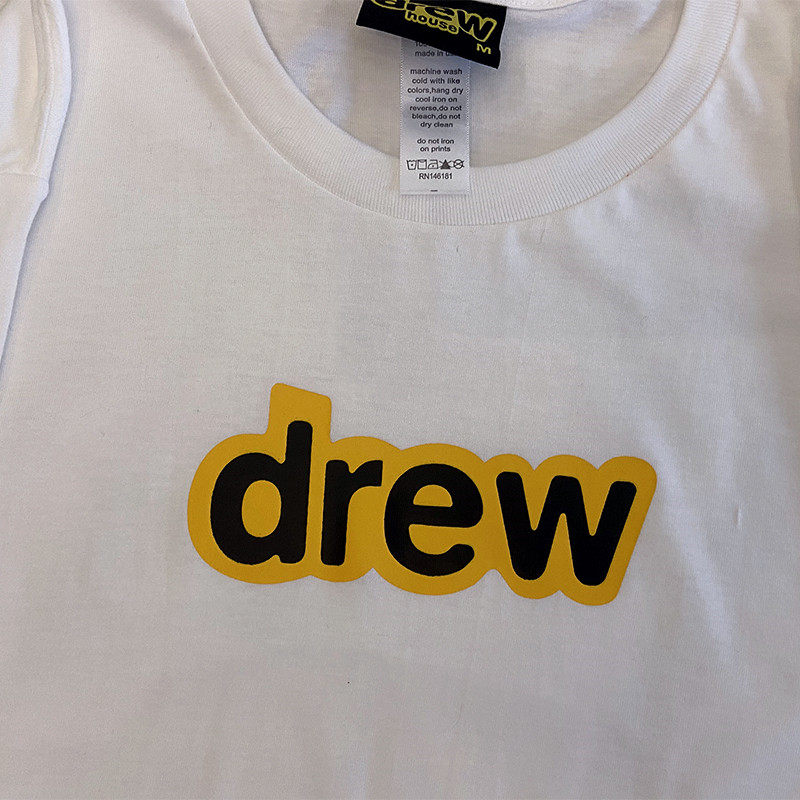 drew
house
M
made in
machine wash
cold with like
colors,hang dry
cool iron on
reverse,do not
bleach,do not
dry clean
do not iron
on prints
RN146181
drew